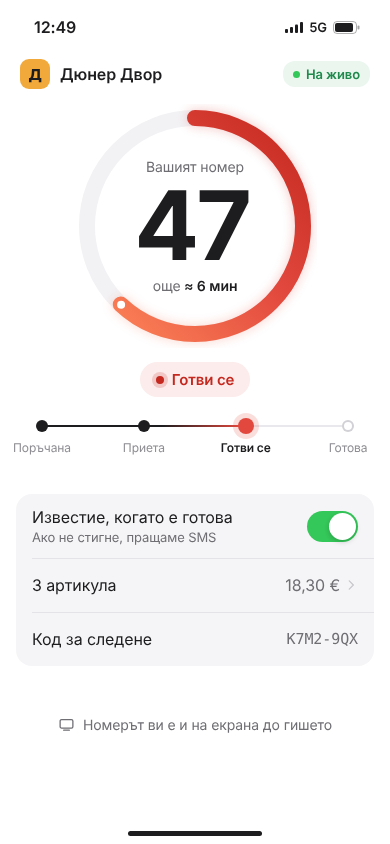 12:49
5G
Д Дюнер Двор
На живо
Вашият номер
47
още ≈ 6 мин
Готви се
Поръчана Приета Готви се Готова
Известие, когато е готова
Ако не стигне, пращаме SMS
3 артикула 18,30 €
Код за следене K7M2-9QX
Номерът ви е и на екрана до гишето